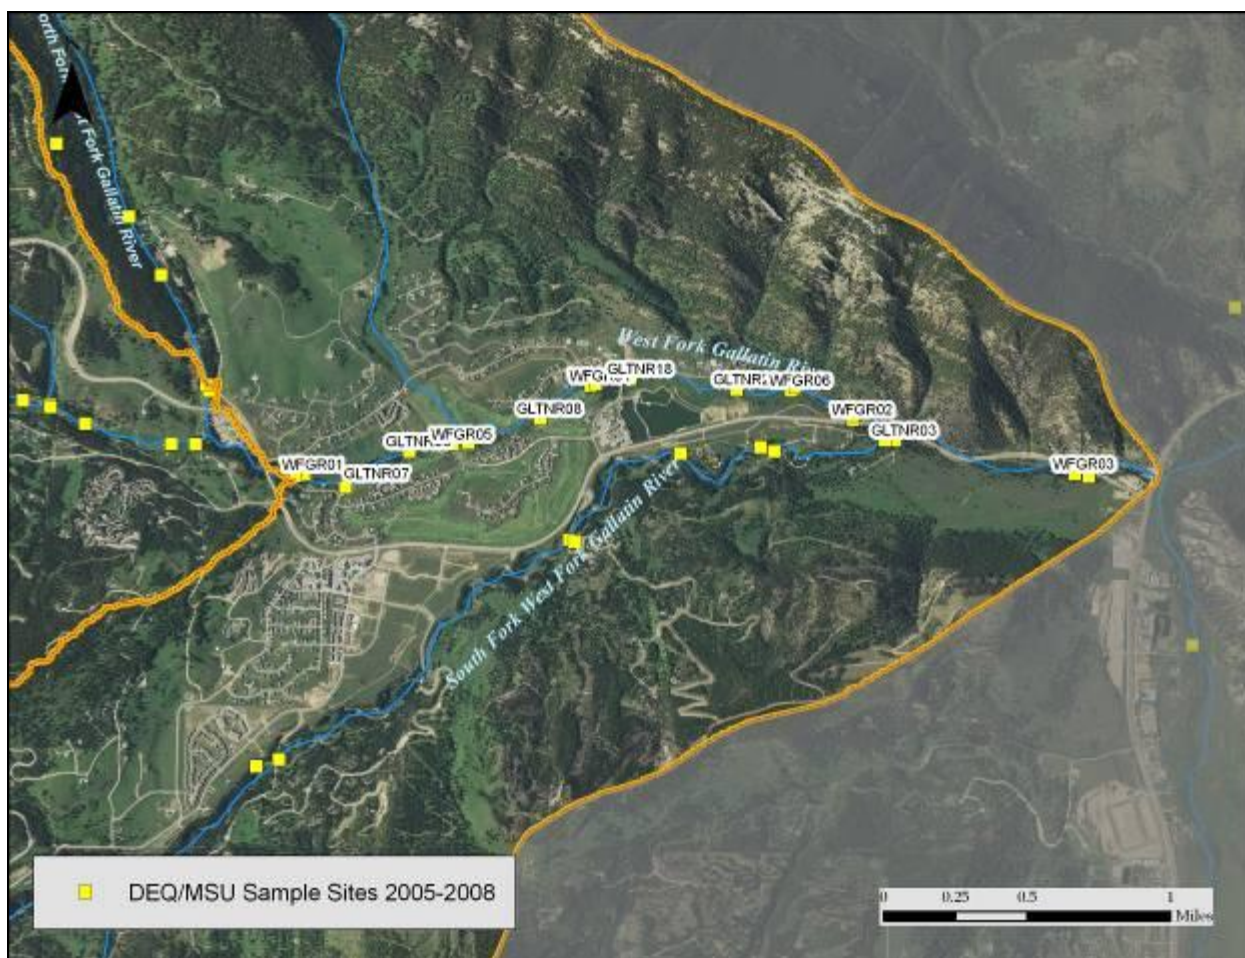 orth Fork
t Fork Gallatin River
West Fork Gallatin
GLTNR18
WFGR06
GLTNR08
WFGR02
WFGR05
GLTNR03
WFGR01
GLTNR07
WFGR03
South Fork West Fork Gallatin River
DEQ/MSU Sample Sites 2005-2008
0 0.25 0.5 1
Miles